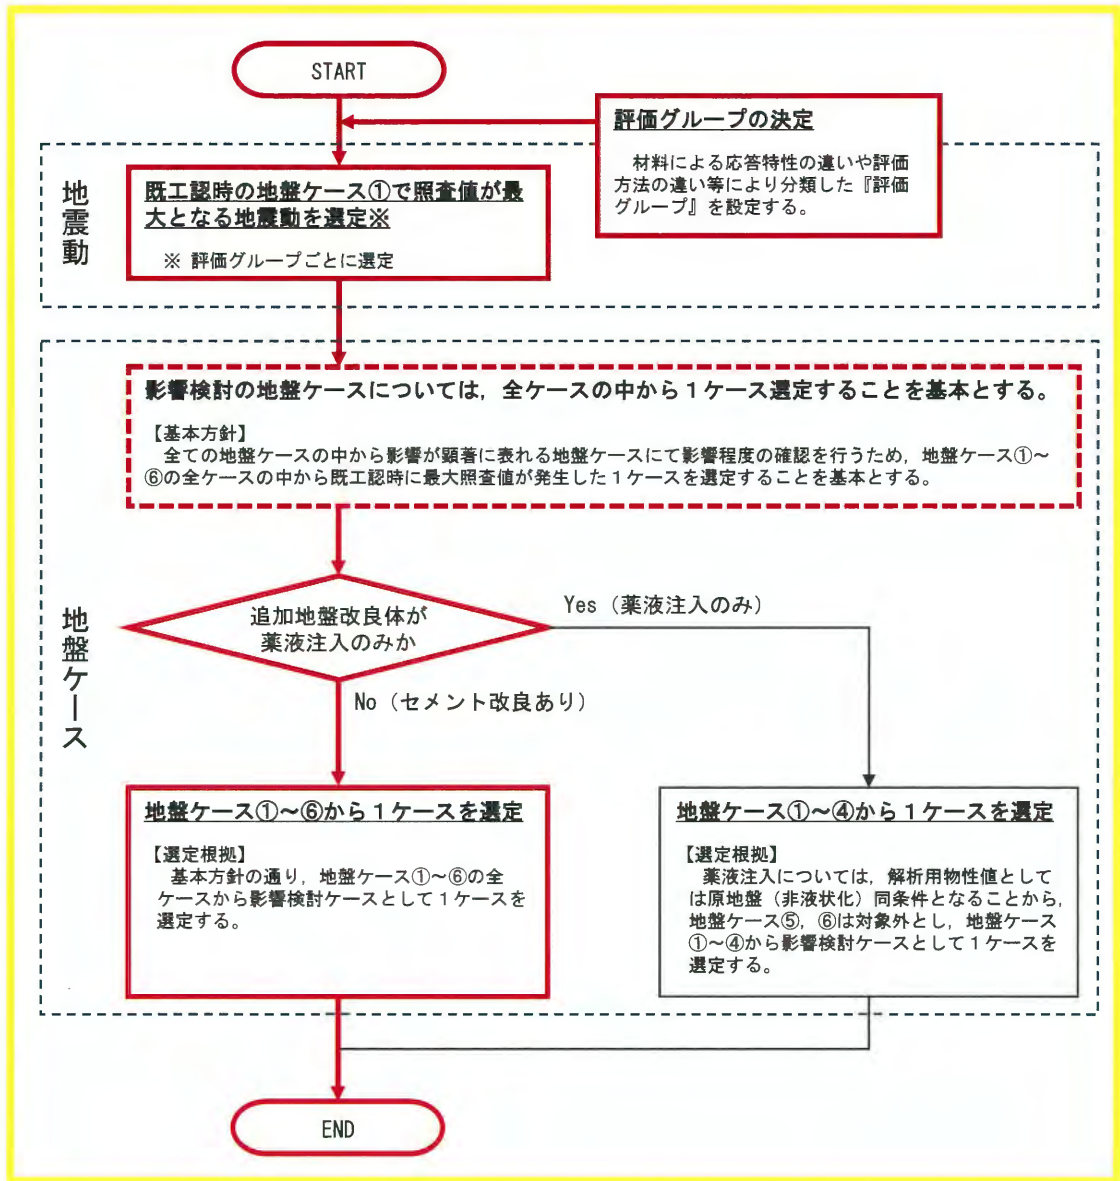 START
評価グループの決定
材料による応答特性の違いや評価
方法の違い等により分類した『評価
グループ』を設定する。
地震動
既工認時の地盤ケース①で照査値が最
大となる地震動を選定※
※ 評価グループごとに選定
地盤ケース
影響検討の地盤ケースについては，全ケースの中から１ケース選定することを基本とする。
【基本方針】
全ての地盤ケースの中から影響が顕著に表れる地盤ケースにて影響程度の確認を行うため，地盤ケース①～
⑥の全ケースの中から既工認時に最大照査値が発生した１ケースを選定することを基本とする。
追加地盤改良体が
薬液注入のみか
Yes（薬液注入のみ）
No（セメント改良あり）
地盤ケース①～⑥から１ケースを選定
【選定根拠】
基本方針の通り，地盤ケース①～⑥の全
ケースから影響検討ケースとして１ケースを
選定する。
地盤ケース①～④から１ケースを選定
【選定根拠】
薬液注入については，解析用物性値として
は原地盤（非液状化）同条件となることから，
地盤ケース⑤，⑥は対象外とし，地盤ケース
①～④から影響検討ケースとして１ケースを
選定する。
END